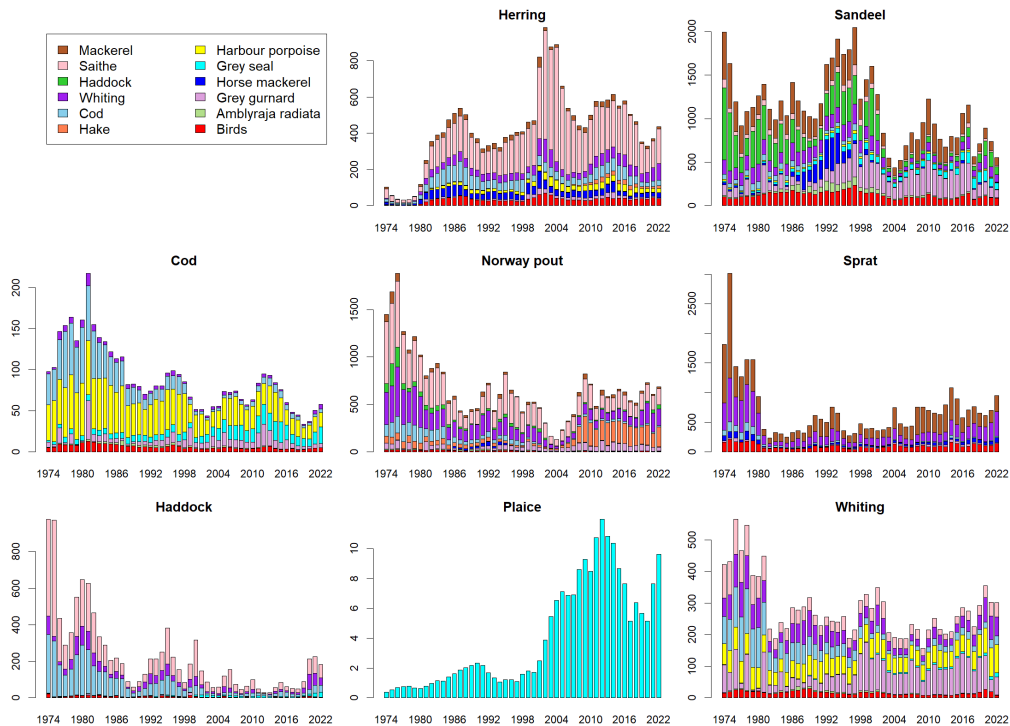 Mackerel
Saithe
Haddock
Whiting
Cod
Hake
Harbour porpoise
Grey seal
Horse mackerel
Grey gurnard
Amblyraja radiata
Birds
Herring
0 200 400 600 800
1974 1980 1986 1992 1998 2004 2010 2016 2022
Sandeel
0 500 1000 1500 2000
1974 1980 1986 1992 1998 2004 2010 2016 2022
Cod
0 50 100 150 200
1974 1980 1986 1992 1998 2004 2010 2016 2022
Norway pout
0 500 1000 1500
1974 1980 1986 1992 1998 2004 2010 2016 2022
Sprat
0 500 1500 2500
1974 1980 1986 1992 1998 2004 2010 2016 2022
Haddock
0 200 400 600 800
1974 1980 1986 1992 1998 2004 2010 2016 2022
Plaice
0 2 4 6 8 10
1974 1980 1986 1992 1998 2004 2010 2016 2022
Whiting
0 100 200 300 400 500
1974 1980 1986 1992 1998 2004 2010 2016 2022